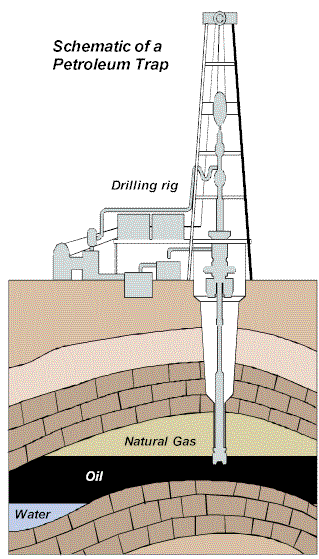 Schematic of a
Petroleum Trap
Drilling rig
Natural Gas
Oil
Water